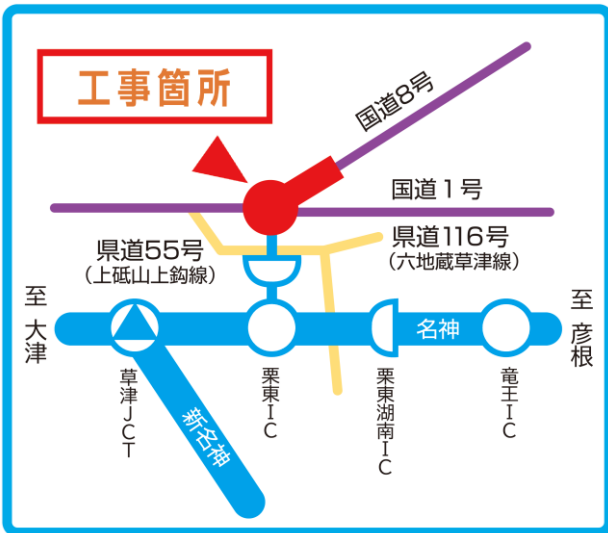 工事箇所
国道8号
国道1号
県道55号
（上砥山上鈎線）
県道116号
（六地蔵草津線）
至 大津
至 彦根
名神
草津JCT
新名神
栗東IC
栗東湖南IC
竜王IC